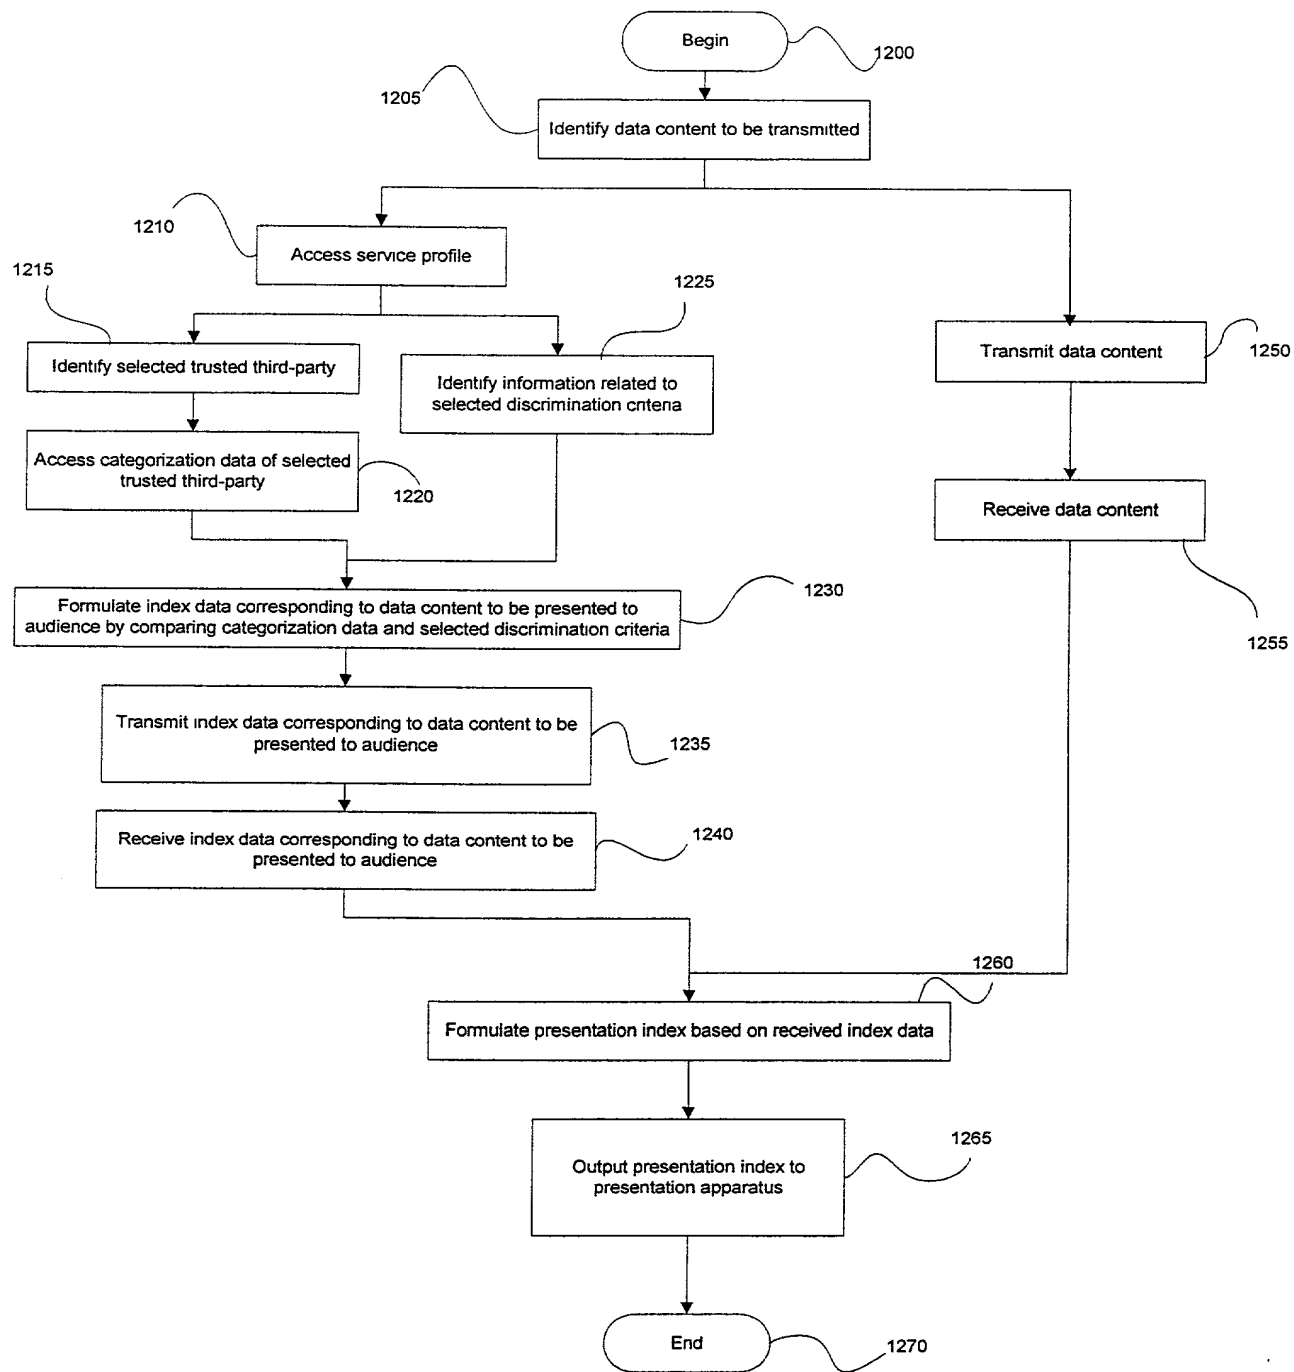 Begin
1200
1205
Identify data content to be transmitted
1210
Access service profile
1215
1225
Identify selected trusted third-party
Identify information related to
selected discrimination criteria
Transmit data content
1250
Access categorization data of selected
trusted third-party
1220
Receive data content
1230
Formulate index data corresponding to data content to be presented to
audience by comparing categorization data and selected discrimination criteria
1255
Transmit index data corresponding to data content to be
presented to audience
1235
Receive index data corresponding to data content to be
presented to audience
1240
1260
Formulate presentation index based on received index data
1265
Output presentation index to
presentation apparatus
End
1270